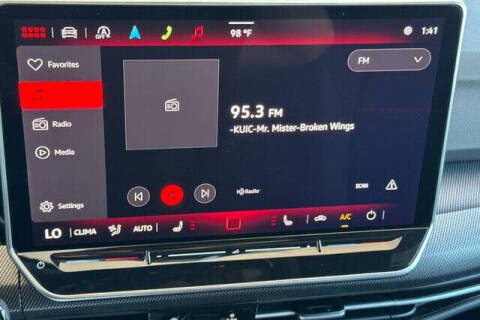 98 °F
1:41
Favorites
FM
Radio
95.3 FM
-KUIC-Mr. Mister-Broken Wings
Media
HD Radio
SCAN
Settings
LO CLIMA AUTO A/C